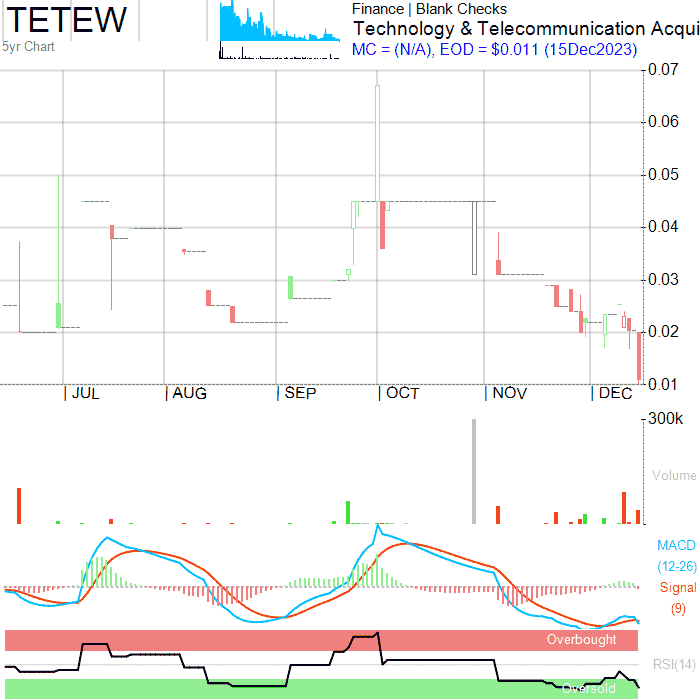 TETEW
5yr Chart
Finance | Blank Checks
Technology & Telecommunication Acqui
MC = (N/A), EOD = $0.011 (15Dec2023)
0.07
0.06
0.05
0.04
0.03
0.02
0.01
JUL AUG SEP OCT NOV DEC
300k
Volume
MACD
(12-26)
Signal
(9)
Overbought
RSI(14)
Oversold